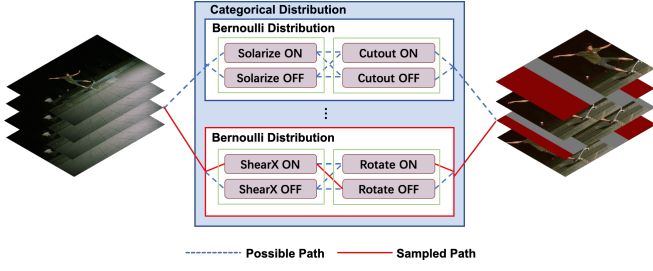 Categorical Distribution
Bernoulli Distribution
Solarize ON
Cutout ON
Solarize OFF
Cutout OFF
⋮
Bernoulli Distribution
ShearX ON
Rotate ON
ShearX OFF
Rotate OFF
Possible Path
Sampled Path